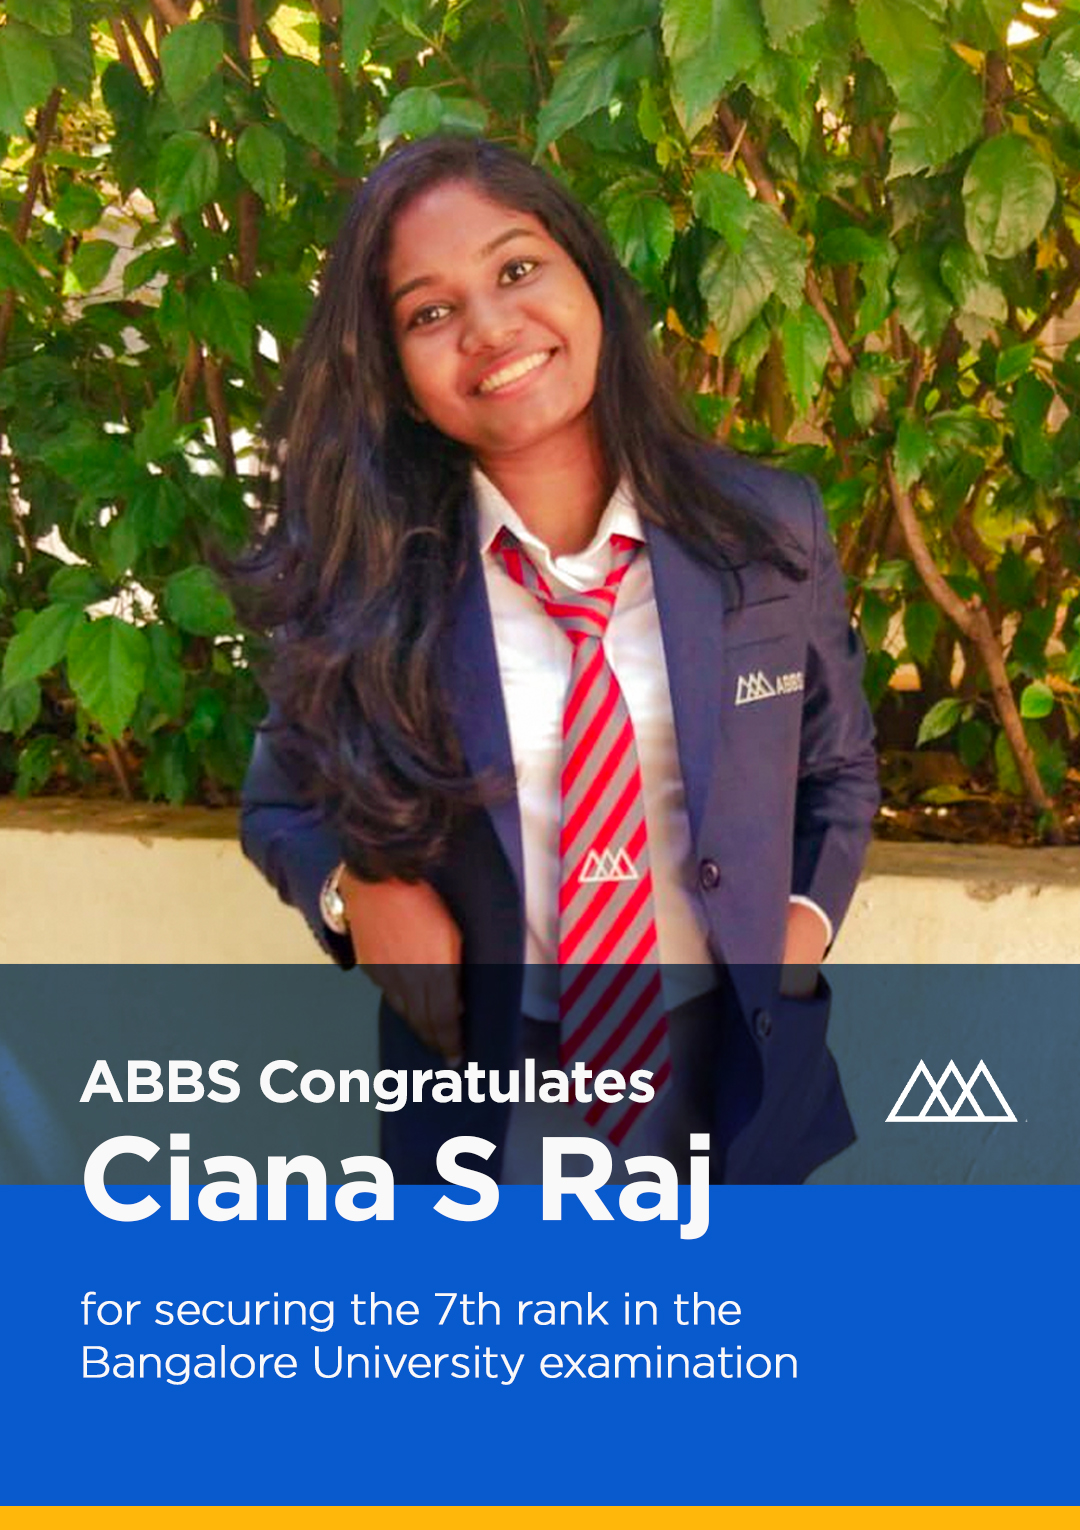 ABBS
ABBS Congratulates
Ciana S Raj
for securing the 7th rank in the
Bangalore University examination